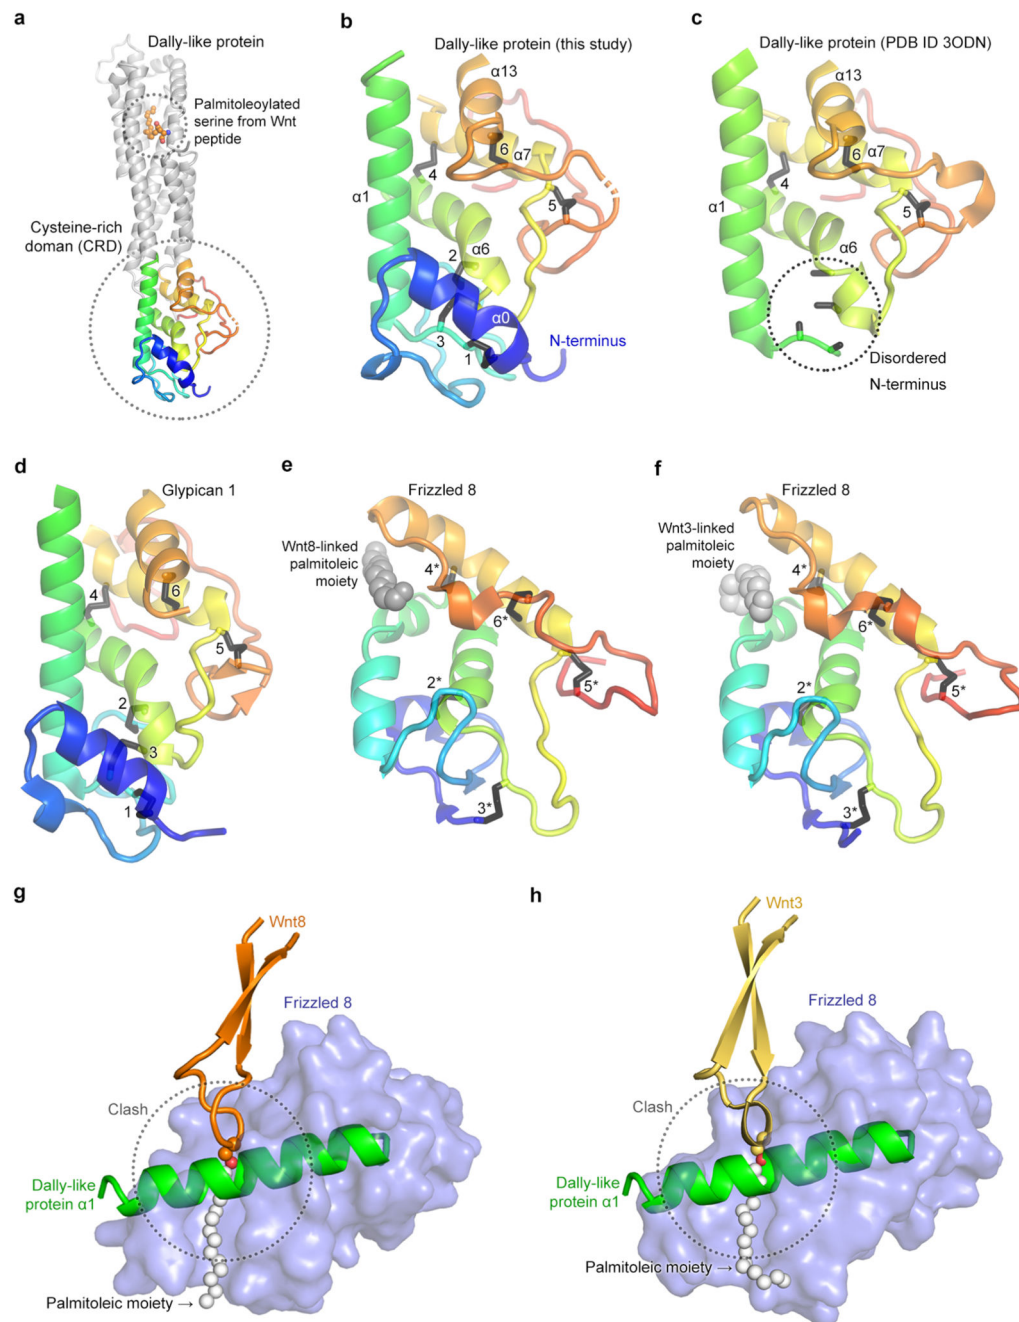 a
Dally-like protein
Palmitoleoylated
serine from Wnt
peptide
Cysteine-rich
doman (CRD)
b
Dally-like protein (this study)
α13
6
α7
4
α1
5
2
α6
α0
3
1
N-terminus
c
Dally-like protein (PDB ID 3ODN)
α13
6
α7
4
α1
5
α6
Disordered
N-terminus
d
Glypican 1
4
6
5
2
3
1
e
Frizzled 8
Wnt8-linked
palmitoleic
moiety
4*
6*
2*
5*
3*
f
Frizzled 8
Wnt3-linked
palmitoleic
moiety
4*
6*
2*
5*
3*
g
Wnt8
Frizzled 8
Clash
Dally-like
protein α1
Palmitoleic moiety →
h
Wnt3
Frizzled 8
Clash
Dally-like
protein α1
Palmitoleic moiety →